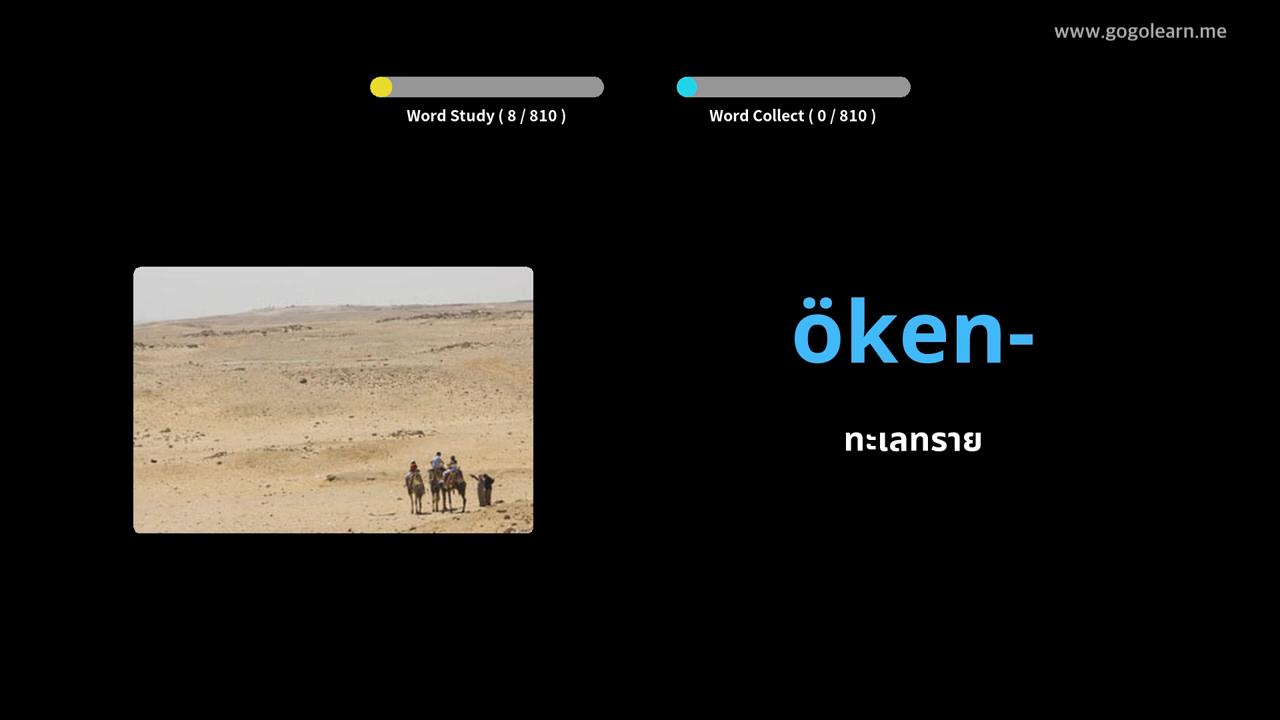 www.gogolearn.me
Word Study ( 8 / 810 )
Word Collect ( 0 / 810 )
öken-
ทะเลทราย